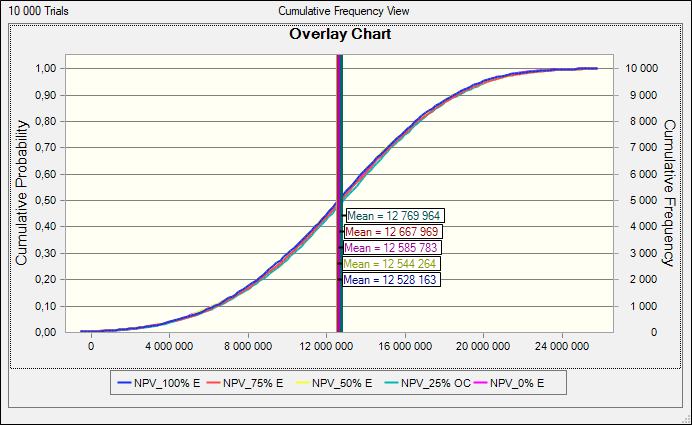 10 000 Trials
Cumulative Frequency View
Overlay Chart
Cumulative Probability
1,00
0,90
0,80
0,70
0,60
0,50
0,40
0,30
0,20
0,10
0,00
10 000
9 000
8 000
7 000
6 000
5 000
4 000
3 000
2 000
1 000
0
Cumulative Frequency
Mean = 12 769 964
Mean = 12 667 969
Mean = 12 585 783
Mean = 12 544 264
Mean = 12 528 163
0 4 000 000 8 000 000 12 000 000 16 000 000 20 000 000 24 000 000
NPV_100% E NPV_75% E NPV_50% E NPV_25% OC NPV_0% E